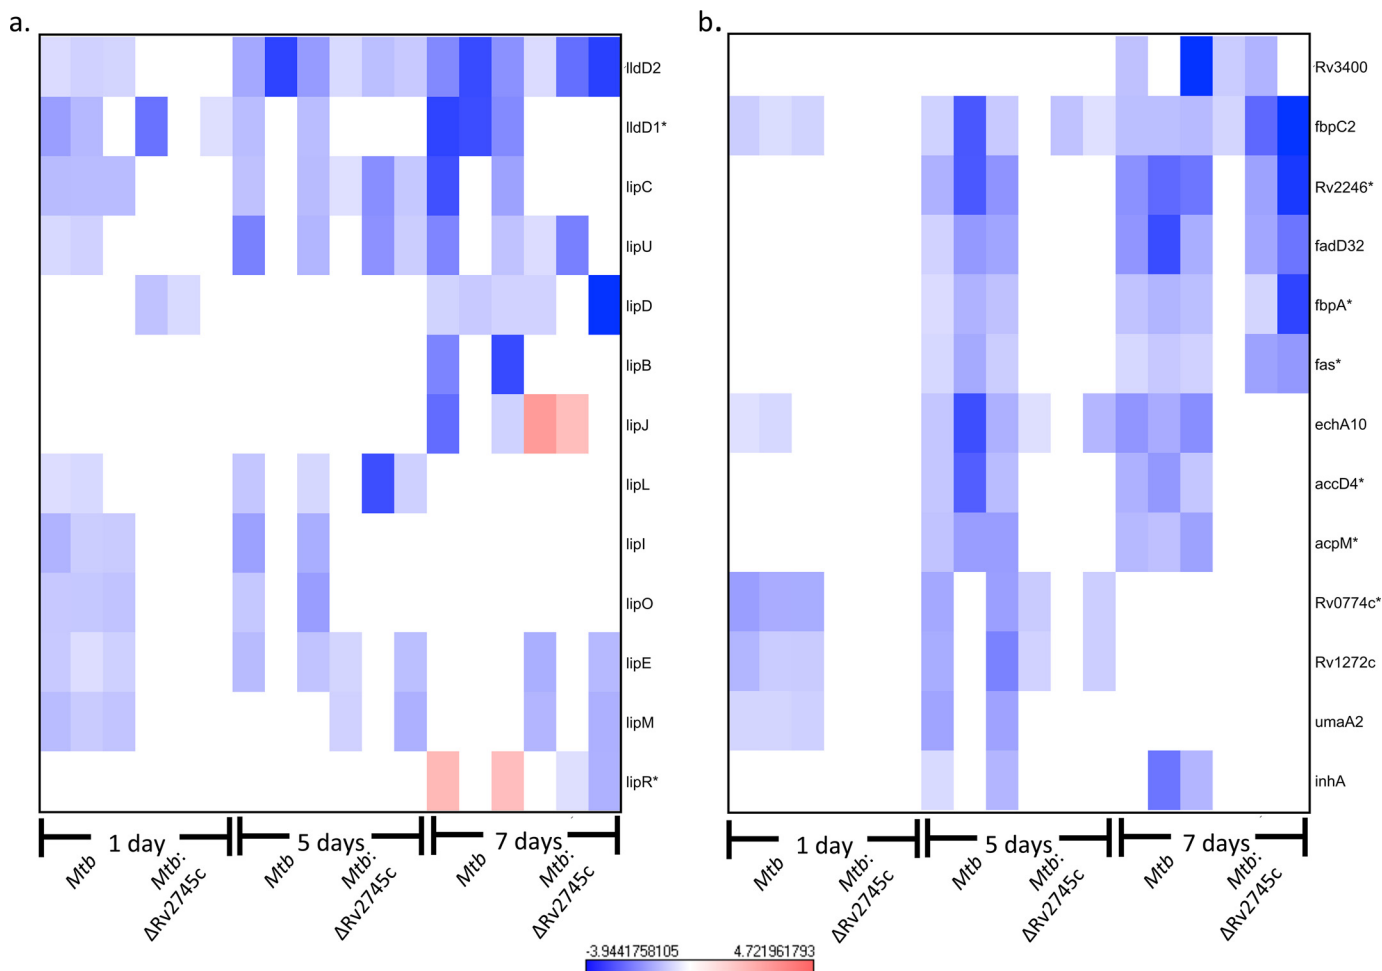 a.
lldD2
lldD1*
lipC
lipU
lipD
lipB
lipJ
lipL
lipI
lipO
lipE
lipM
lipR*
1 day
5 days
7 days
Mtb
Mtb:
ΔRv2745c
Mtb
Mtb:
ΔRv2745c
Mtb
Mtb:
ΔRv2745c
b.
Rv3400
fbpC2
Rv2246*
fadD32
fbpA*
fas*
echA10
accD4*
acpM*
Rv0774c*
Rv1272c
umaA2
inhA
1 day
5 days
7 days
Mtb
Mtb:
ΔRv2745c
Mtb
Mtb:
ΔRv2745c
Mtb
Mtb:
ΔRv2745c
-3.9441758105 4.721961793